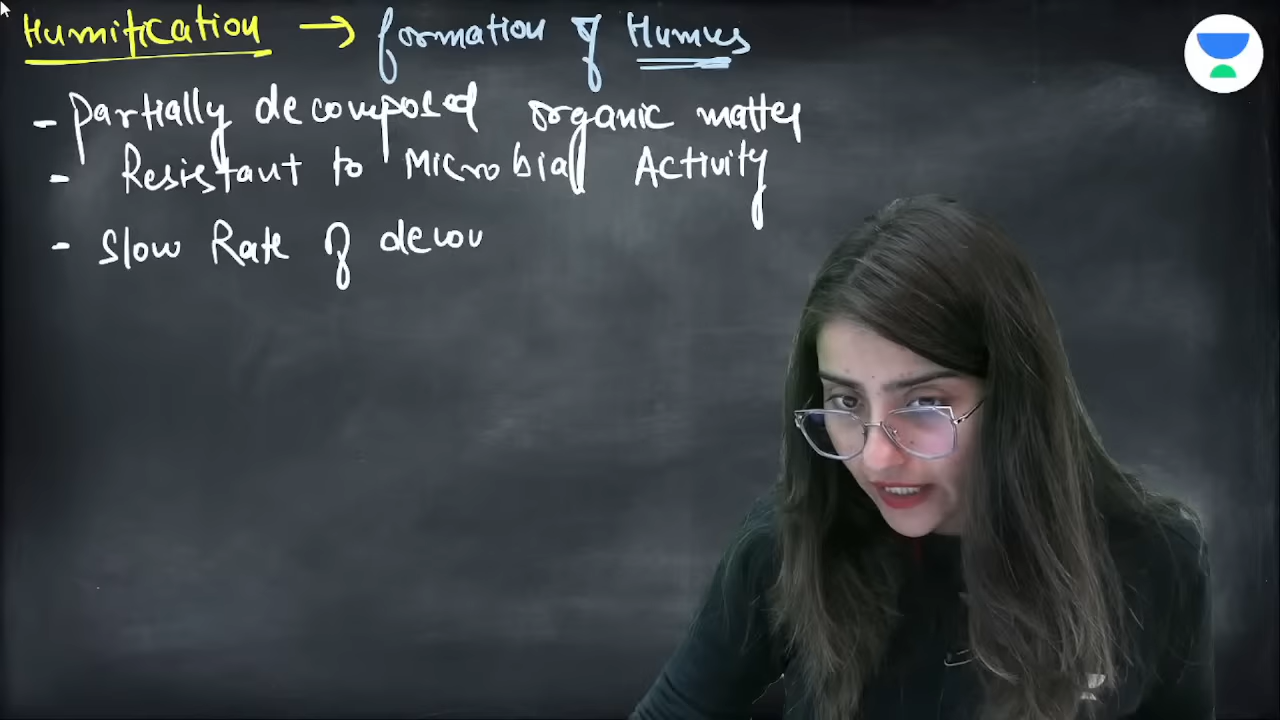 Humification → formation of Humus
- Partially decomposed organic matter
- Resistant to Microbial Activity
- Slow Rate of decom